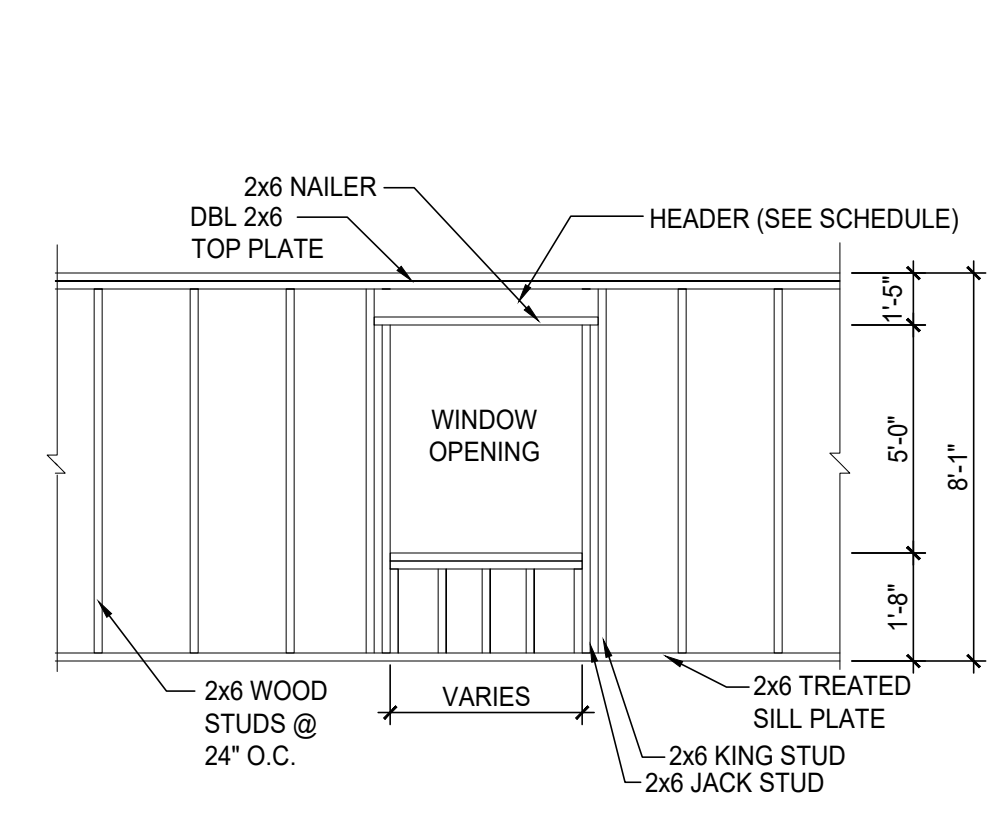 2x6 NAILER
DBL 2x6
TOP PLATE
HEADER (SEE SCHEDULE)
1'-5"
WINDOW
OPENING
5'-0"
8'-1"
1'-8"
2x6 WOOD
STUDS @
24" O.C.
VARIES
2x6 TREATED
SILL PLATE
2x6 KING STUD
2x6 JACK STUD